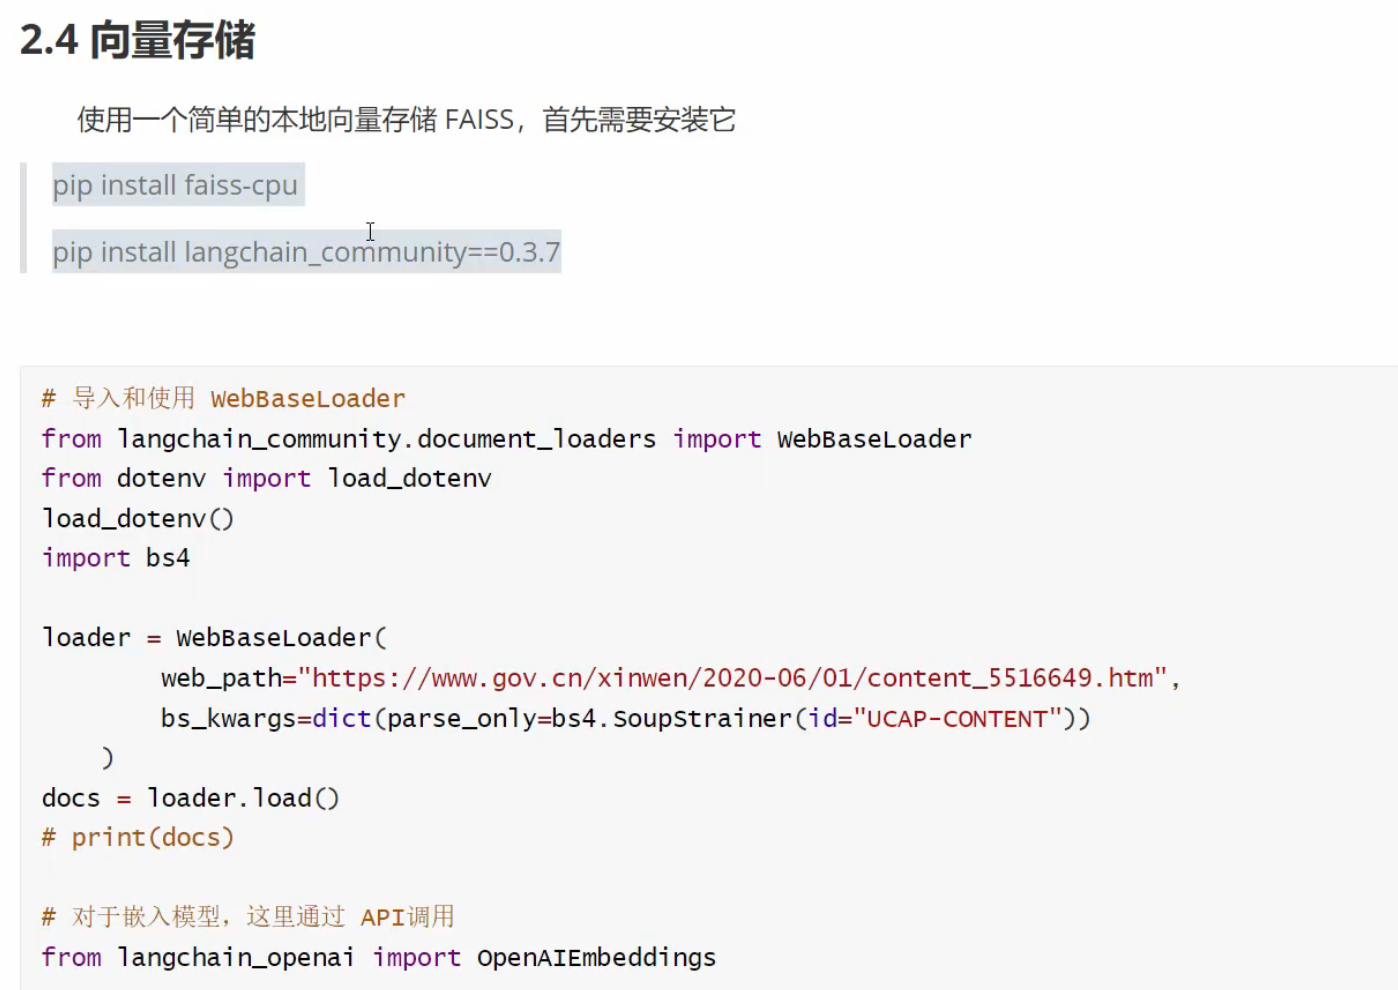 2.4 向量存储
使用一个简单的本地向量存储 FAISS，首先需要安装它
pip install faiss-cpu
pip install langchain_community==0.3.7
# 导入和使用 WebBaseLoader
from langchain_community.document_loaders import WebBaseLoader
from dotenv import load_dotenv
load_dotenv()
import bs4
loader = WebBaseLoader(
        web_path="https://www.gov.cn/xinwen/2020-06/01/content_5516649.htm",
        bs_kwargs=dict(parse_only=bs4.SoupStrainer(id="UCAP-CONTENT"))
    )
docs = loader.load()
# print(docs)
# 对于嵌入模型，这里通过 API调用
from langchain_openai import OpenAIEmbeddings